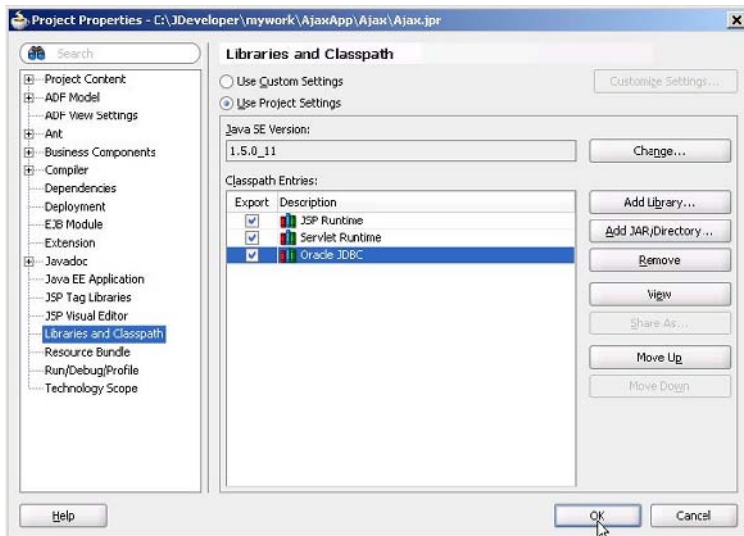 Project Properties - C:\JDeveloper\mywork\AjaxApp\Ajax\Ajax.jpr
Search
Project Content
ADF Model
ADF View Settings
Ant
Business Components
Compiler
Dependencies
Deployment
EJB Module
Extension
Javadoc
Java EE Application
JSP Tag Libraries
JSP Visual Editor
Libraries and Classpath
Resource Bundle
Run/Debug/Profile
Technology Scope
Libraries and Classpath
Use Custom Settings
Customize Settings...
Use Project Settings
Java SE Version:
1.5.0_11
Change...
Classpath Entries:
Export Description
JSP Runtime
Servlet Runtime
Oracle JDBC
Add Library...
Add JAR/Directory...
Remove
View
Share As...
Move Up
Move Down
Help
OK
Cancel